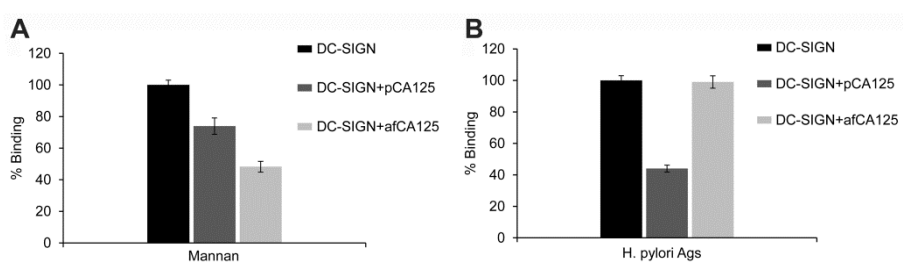 A
DC-SIGN
DC-SIGN+pCA125
DC-SIGN+afCA125
% Binding
120
100
80
60
40
20
0
Mannan
B
DC-SIGN
DC-SIGN+pCA125
DC-SIGN+afCA125
% Binding
120
100
80
60
40
20
0
H. pylori Ags